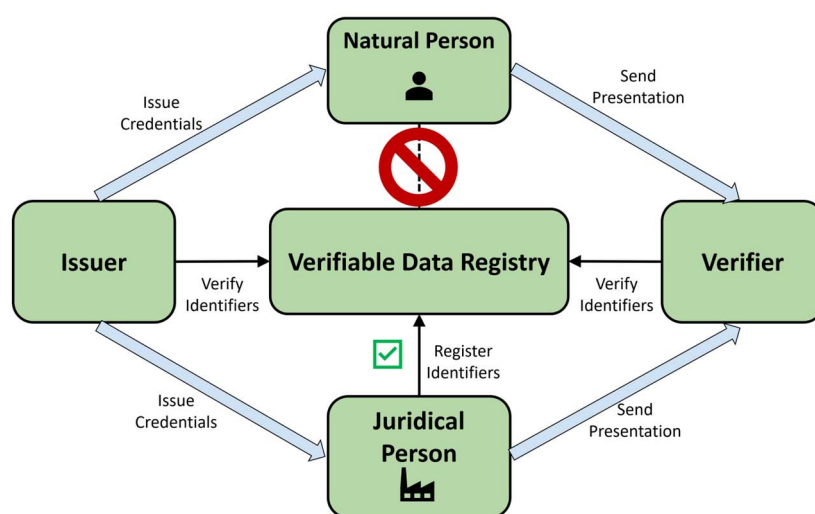 Natural Person
Issue
Credentials
Send
Presentation
Issuer
Verify
Identifiers
Verifiable Data Registry
Verify
Identifiers
Verifier
Register
Identifiers
Issue
Credentials
Juridical
Person
Send
Presentation